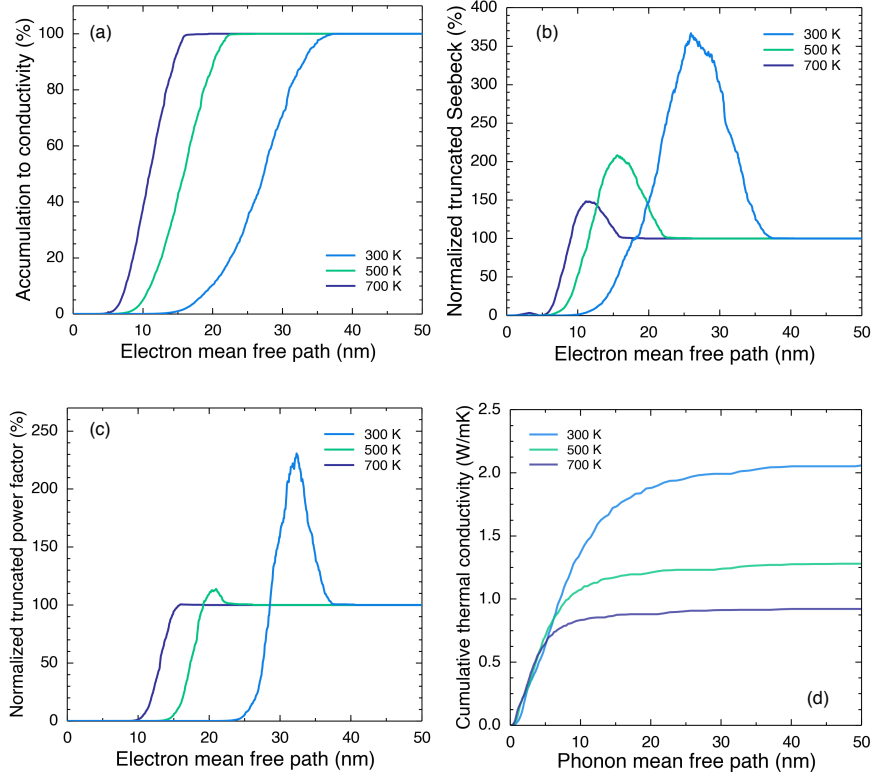 (a)
Accumulation to conductivity (%)
100
80
60
40
20
0
300 K
500 K
700 K
0 10 20 30 40 50
Electron mean free path (nm)
(b)
Normalized truncated Seebeck (%)
400
350
300
250
200
150
100
50
0
300 K
500 K
700 K
0 10 20 30 40 50
Electron mean free path (nm)
(c)
Normalized truncated power factor (%)
250
200
150
100
50
0
300 K
500 K
700 K
0 10 20 30 40 50
Electron mean free path (nm)
Cumulative thermal conductivity (W/mK)
2.5
2.0
1.5
1.0
0.5
0.0
300 K
500 K
700 K
(d)
0 10 20 30 40 50
Phonon mean free path (nm)